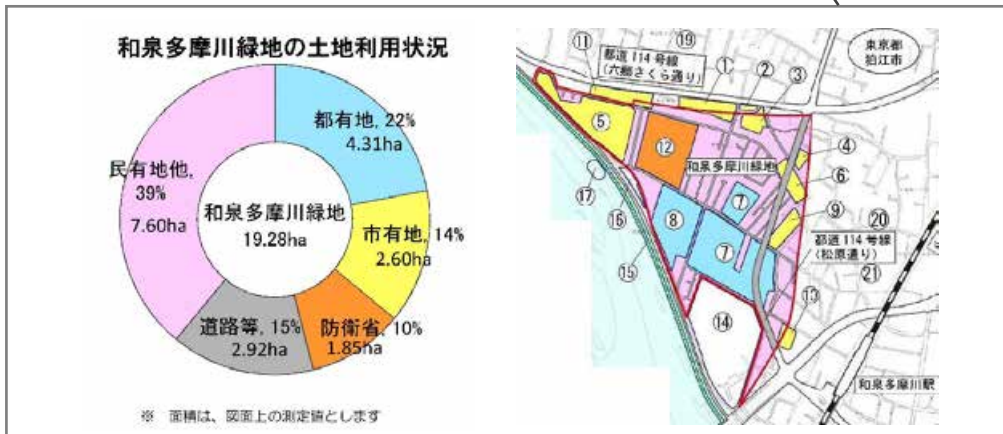 和泉多摩川緑地の土地利用状況
都有地, 22%
4.31ha
市有地, 14%
2.60ha
防衛省, 10%
1.85ha
道路等, 15%
2.92ha
民有地他,
39%
7.60ha
和泉多摩川緑地
19.28ha
※ 面積は、図面上の測定値とします
⑪
都道114号線
(六郷さくら通り)
⑲
①
②
③
東京都
狛江市
⑤
⑫
和泉多摩川緑地
④
⑥
⑰
⑯
⑧
⑦
⑨
⑳
⑦
都道114号線
(松原通り)
㉑
⑮
⑭
和泉多摩川駅